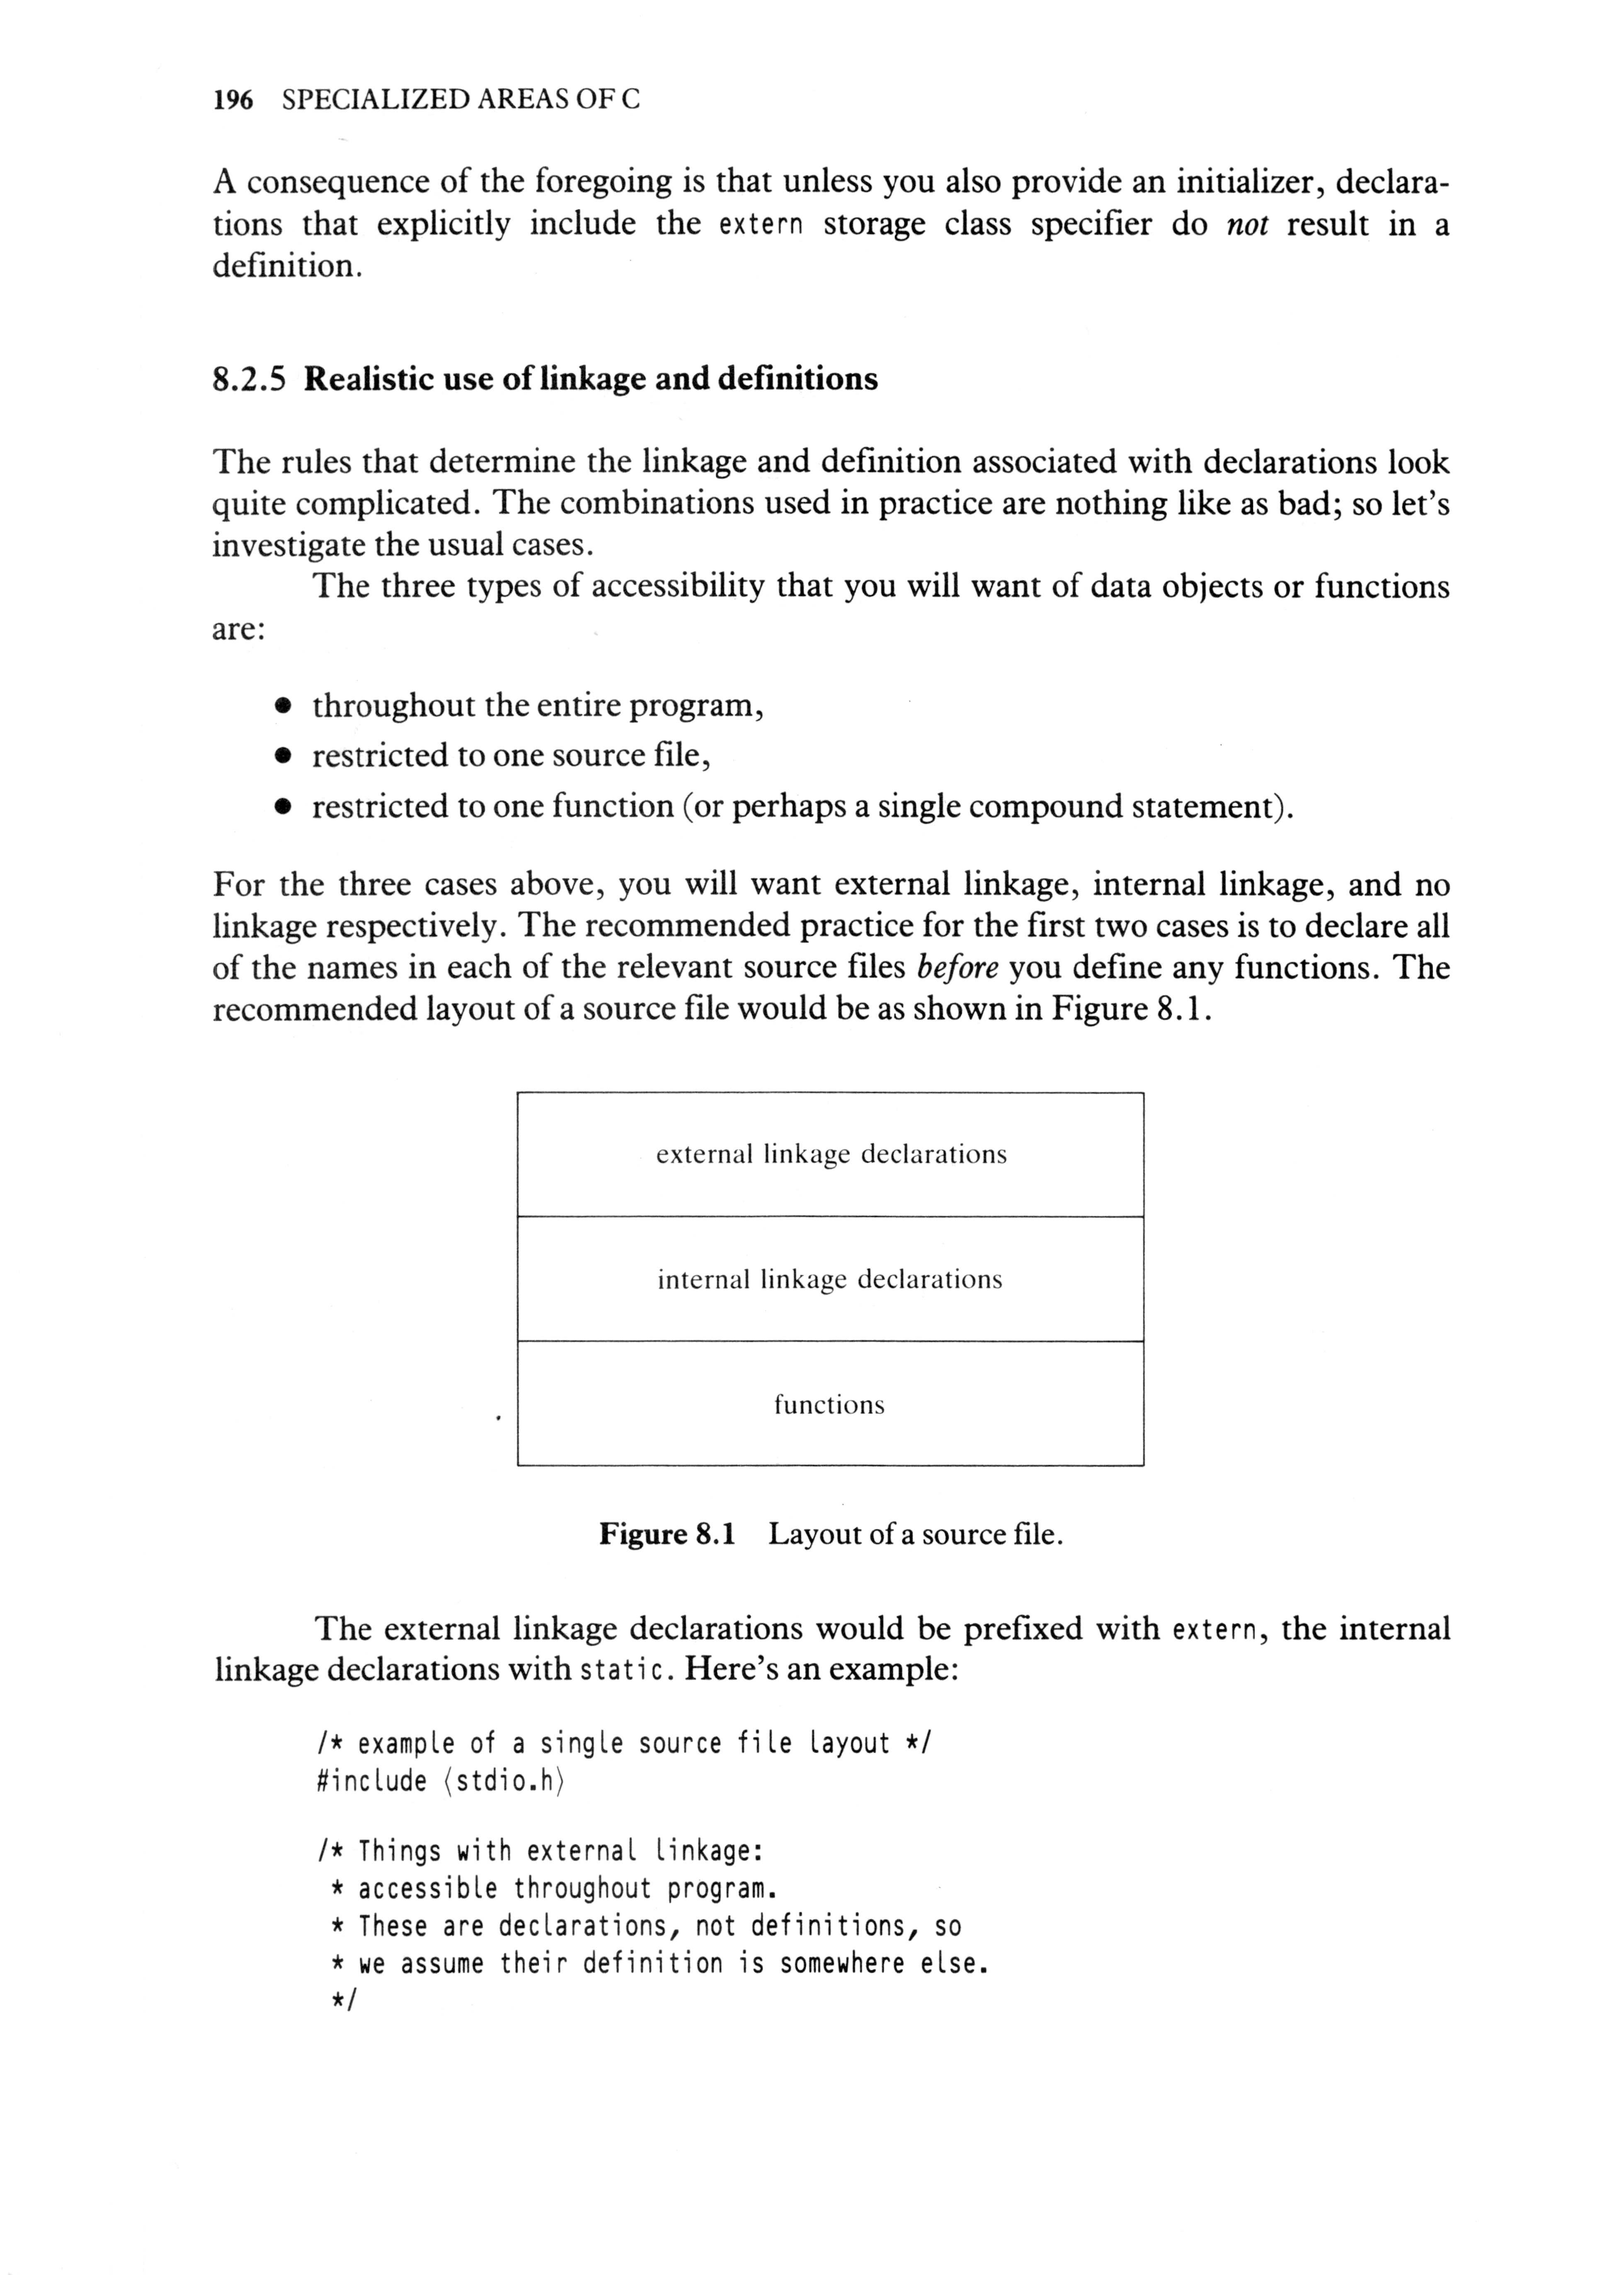 196 SPECIALIZED AREAS OF C
A consequence of the foregoing is that unless you also provide an initializer, declara-
tions that explicitly include the extern storage class specifier do not result in a
definition.
8.2.5 Realistic use of linkage and definitions
The rules that determine the linkage and definition associated with declarations look
quite complicated. The combinations used in practice are nothing like as bad; so let's
investigate the usual cases.
The three types of accessibility that you will want of data objects or functions
are:
● throughout the entire program,
● restricted to one source file,
● restricted to one function (or perhaps a single compound statement).
For the three cases above, you will want external linkage, internal linkage, and no
linkage respectively. The recommended practice for the first two cases is to declare all
of the names in each of the relevant source files before you define any functions. The
recommended layout of a source file would be as shown in Figure 8.1.
external linkage declarations
internal linkage declarations
functions
Figure 8.1 Layout of a source file.
The external linkage declarations would be prefixed with extern, the internal
linkage declarations with static. Here's an example:
/* example of a single source file layout */
#include ⟨stdio.h⟩
/* Things with external linkage:
* accessible throughout program.
* These are declarations, not definitions, so
* we assume their definition is somewhere else.
*/